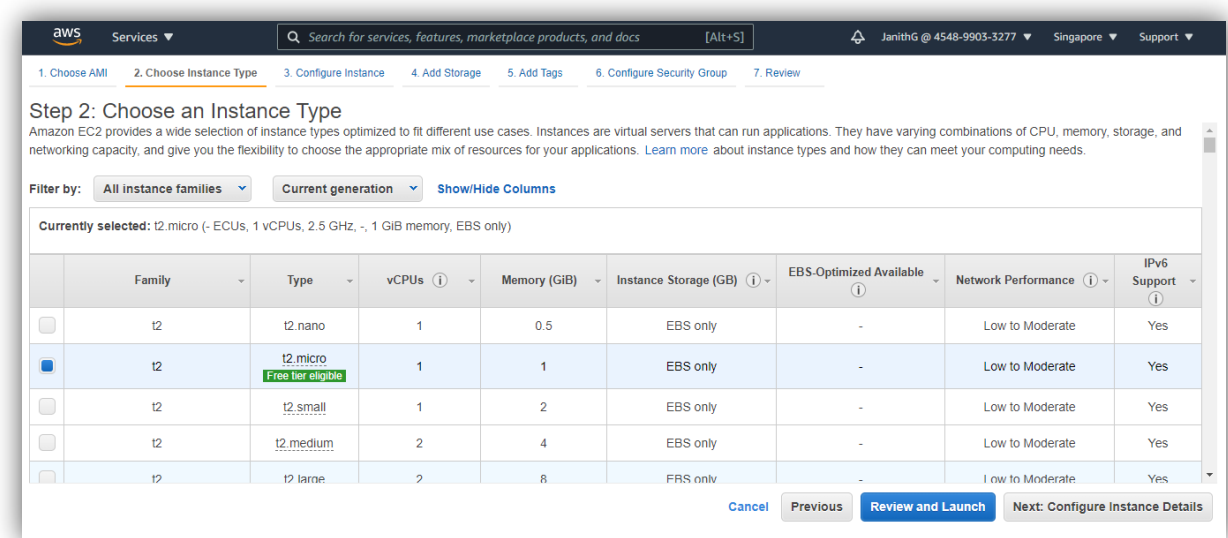 aws Services ▼ Search for services, features, marketplace products, and docs [Alt+S] JanithG @ 4548-9903-3277 ▼ Singapore ▼ Support ▼
1. Choose AMI 2. Choose Instance Type 3. Configure Instance 4. Add Storage 5. Add Tags 6. Configure Security Group 7. Review
Step 2: Choose an Instance Type
Amazon EC2 provides a wide selection of instance types optimized to fit different use cases. Instances are virtual servers that can run applications. They have varying combinations of CPU, memory, storage, and
networking capacity, and give you the flexibility to choose the appropriate mix of resources for your applications. Learn more about instance types and how they can meet your computing needs.
Filter by: All instance families Current generation Show/Hide Columns
Currently selected: t2.micro (- ECUs, 1 vCPUs, 2.5 GHz, -, 1 GiB memory, EBS only)
Family Type vCPUs i Memory (GiB) Instance Storage (GB) i EBS-Optimized Available i Network Performance i IPv6 Support i
t2 t2.nano 1 0.5 EBS only - Low to Moderate Yes
t2 t2.micro 1 1 EBS only - Low to Moderate Yes
Free tier eligible
t2 t2.small 1 2 EBS only - Low to Moderate Yes
t2 t2.medium 2 4 EBS only - Low to Moderate Yes
t2 t2.large 2 8 EBS only - Low to Moderate Yes
Cancel Previous Review and Launch Next: Configure Instance Details